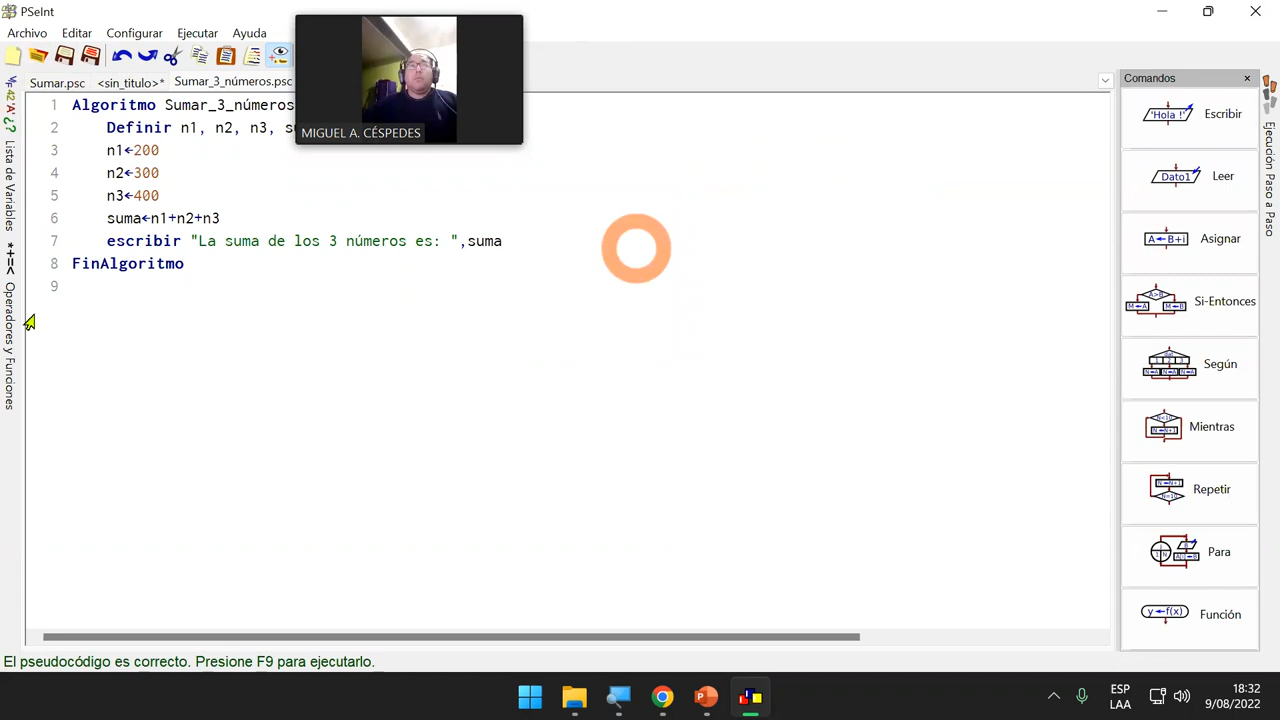 PSeInt
Archivo Editar Configurar Ejecutar Ayuda
Sumar.psc <sin_titulo>* Sumar_3_números.psc
1 Algoritmo Sumar_3_números
2 Definir n1, n2, n3,
3 n1←200
4 n2←300
5 n3←400
6 suma←n1+n2+n3
7 escribir "La suma de los 3 números es: ",suma
8 FinAlgoritmo
9
MIGUEL A. CÉSPEDES
Lista de Variables
*+=< Operadores y Funciones
Comandos ×
'Hola !' Escribir
Dato1 Leer
A←B+i Asignar
A>B M←A M←B Si-Entonces
Según
Mientras
Repetir
Para
y←f(x) Función
Ejecución Paso a Paso
El pseudocódigo es correcto. Presione F9 para ejecutarlo.
ESP
LAA
18:32
9/08/2022